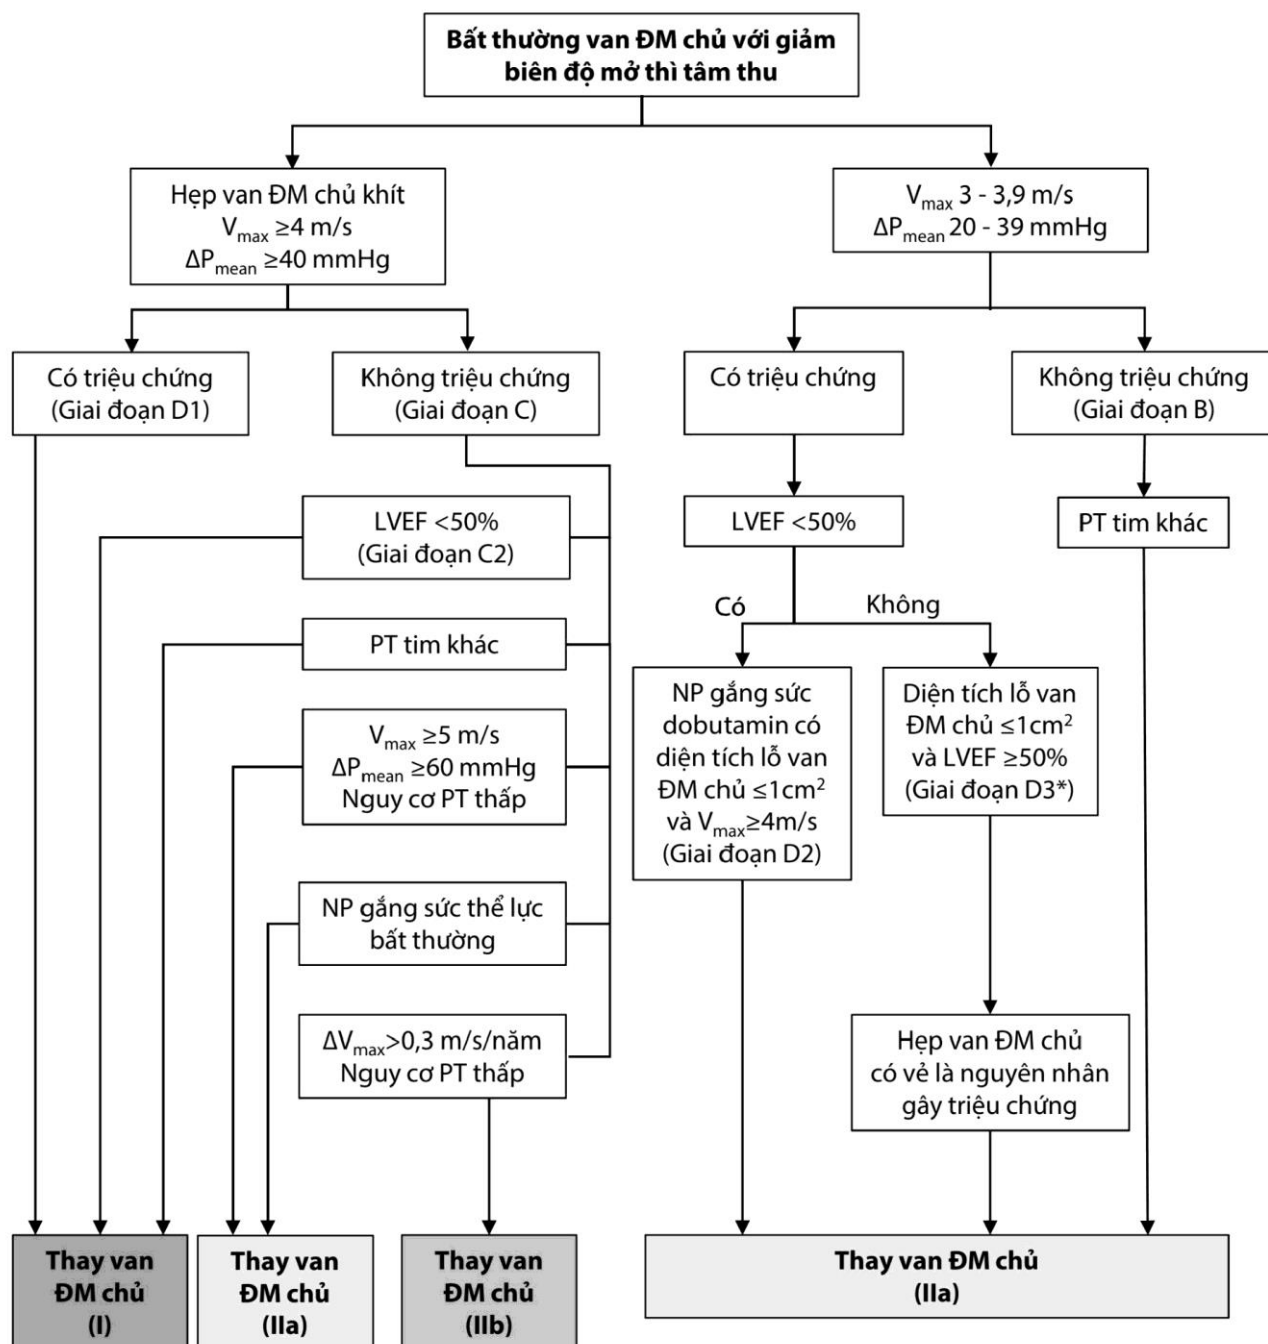 Bất thường van ĐM chủ với giảm
biên độ mở thì tâm thu
Hẹp van ĐM chủ khít
Vmax ≥4 m/s
ΔPmean ≥40 mmHg
Vmax 3 - 3,9 m/s
ΔPmean 20 - 39 mmHg
Có triệu chứng
(Giai đoạn D1)
Không triệu chứng
(Giai đoạn C)
Có triệu chứng
Không triệu chứng
(Giai đoạn B)
LVEF <50%
(Giai đoạn C2)
PT tim khác
Vmax ≥5 m/s
ΔPmean ≥60 mmHg
Nguy cơ PT thấp
NP gắng sức thể lực
bất thường
ΔVmax>0,3 m/s/năm
Nguy cơ PT thấp
LVEF <50%
PT tim khác
Có
Không
NP gắng sức
dobutamin có
diện tích lỗ van
ĐM chủ ≤1cm²
và Vmax≥4m/s
(Giai đoạn D2)
Diện tích lỗ van
ĐM chủ ≤1cm²
và LVEF ≥50%
(Giai đoạn D3*)
Hẹp van ĐM chủ
có vẻ là nguyên nhân
gây triệu chứng
Thay van
ĐM chủ
(I)
Thay van
ĐM chủ
(IIa)
Thay van
ĐM chủ
(IIb)
Thay van ĐM chủ
(IIa)